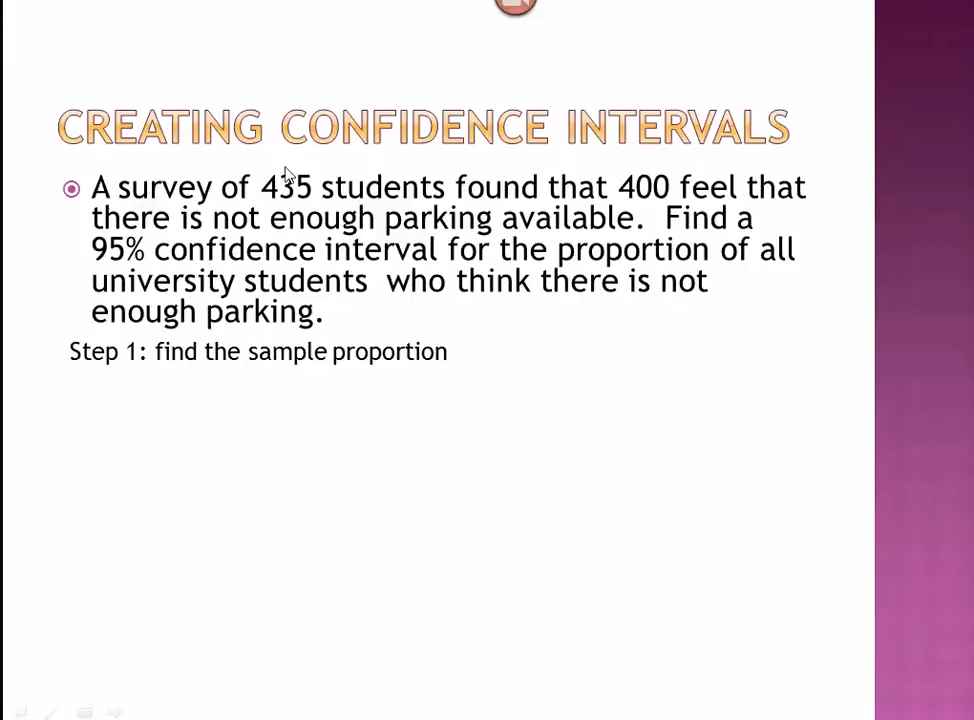 CREATING CONFIDENCE INTERVALS
A survey of 435 students found that 400 feel that
there is not enough parking available. Find a
95% confidence interval for the proportion of all
university students who think there is not
enough parking.
Step 1: find the sample proportion